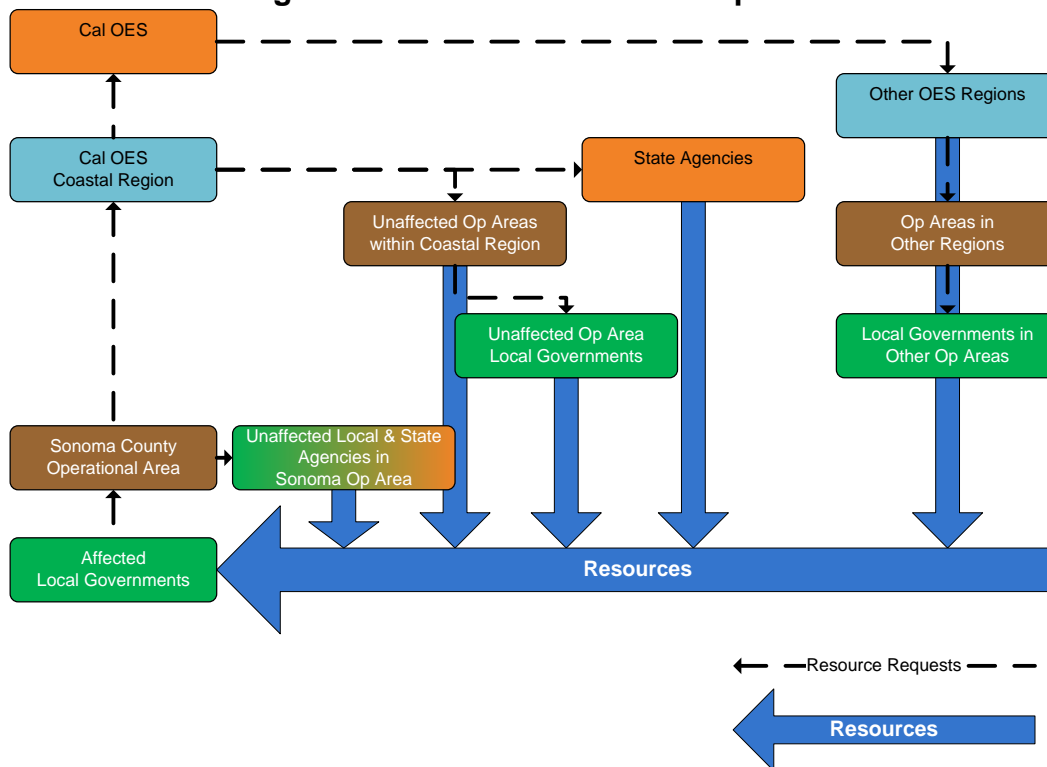 Cal OES
Other OES Regions
Cal OES
Coastal Region
State Agencies
Unaffected Op Areas
within Coastal Region
Op Areas in
Other Regions
Unaffected Op Area
Local Governments
Local Governments in
Other Op Areas
Sonoma County
Operational Area
Unaffected Local & State
Agencies in
Sonoma Op Area
Affected
Local Governments
Resources
Resource Requests
Resources